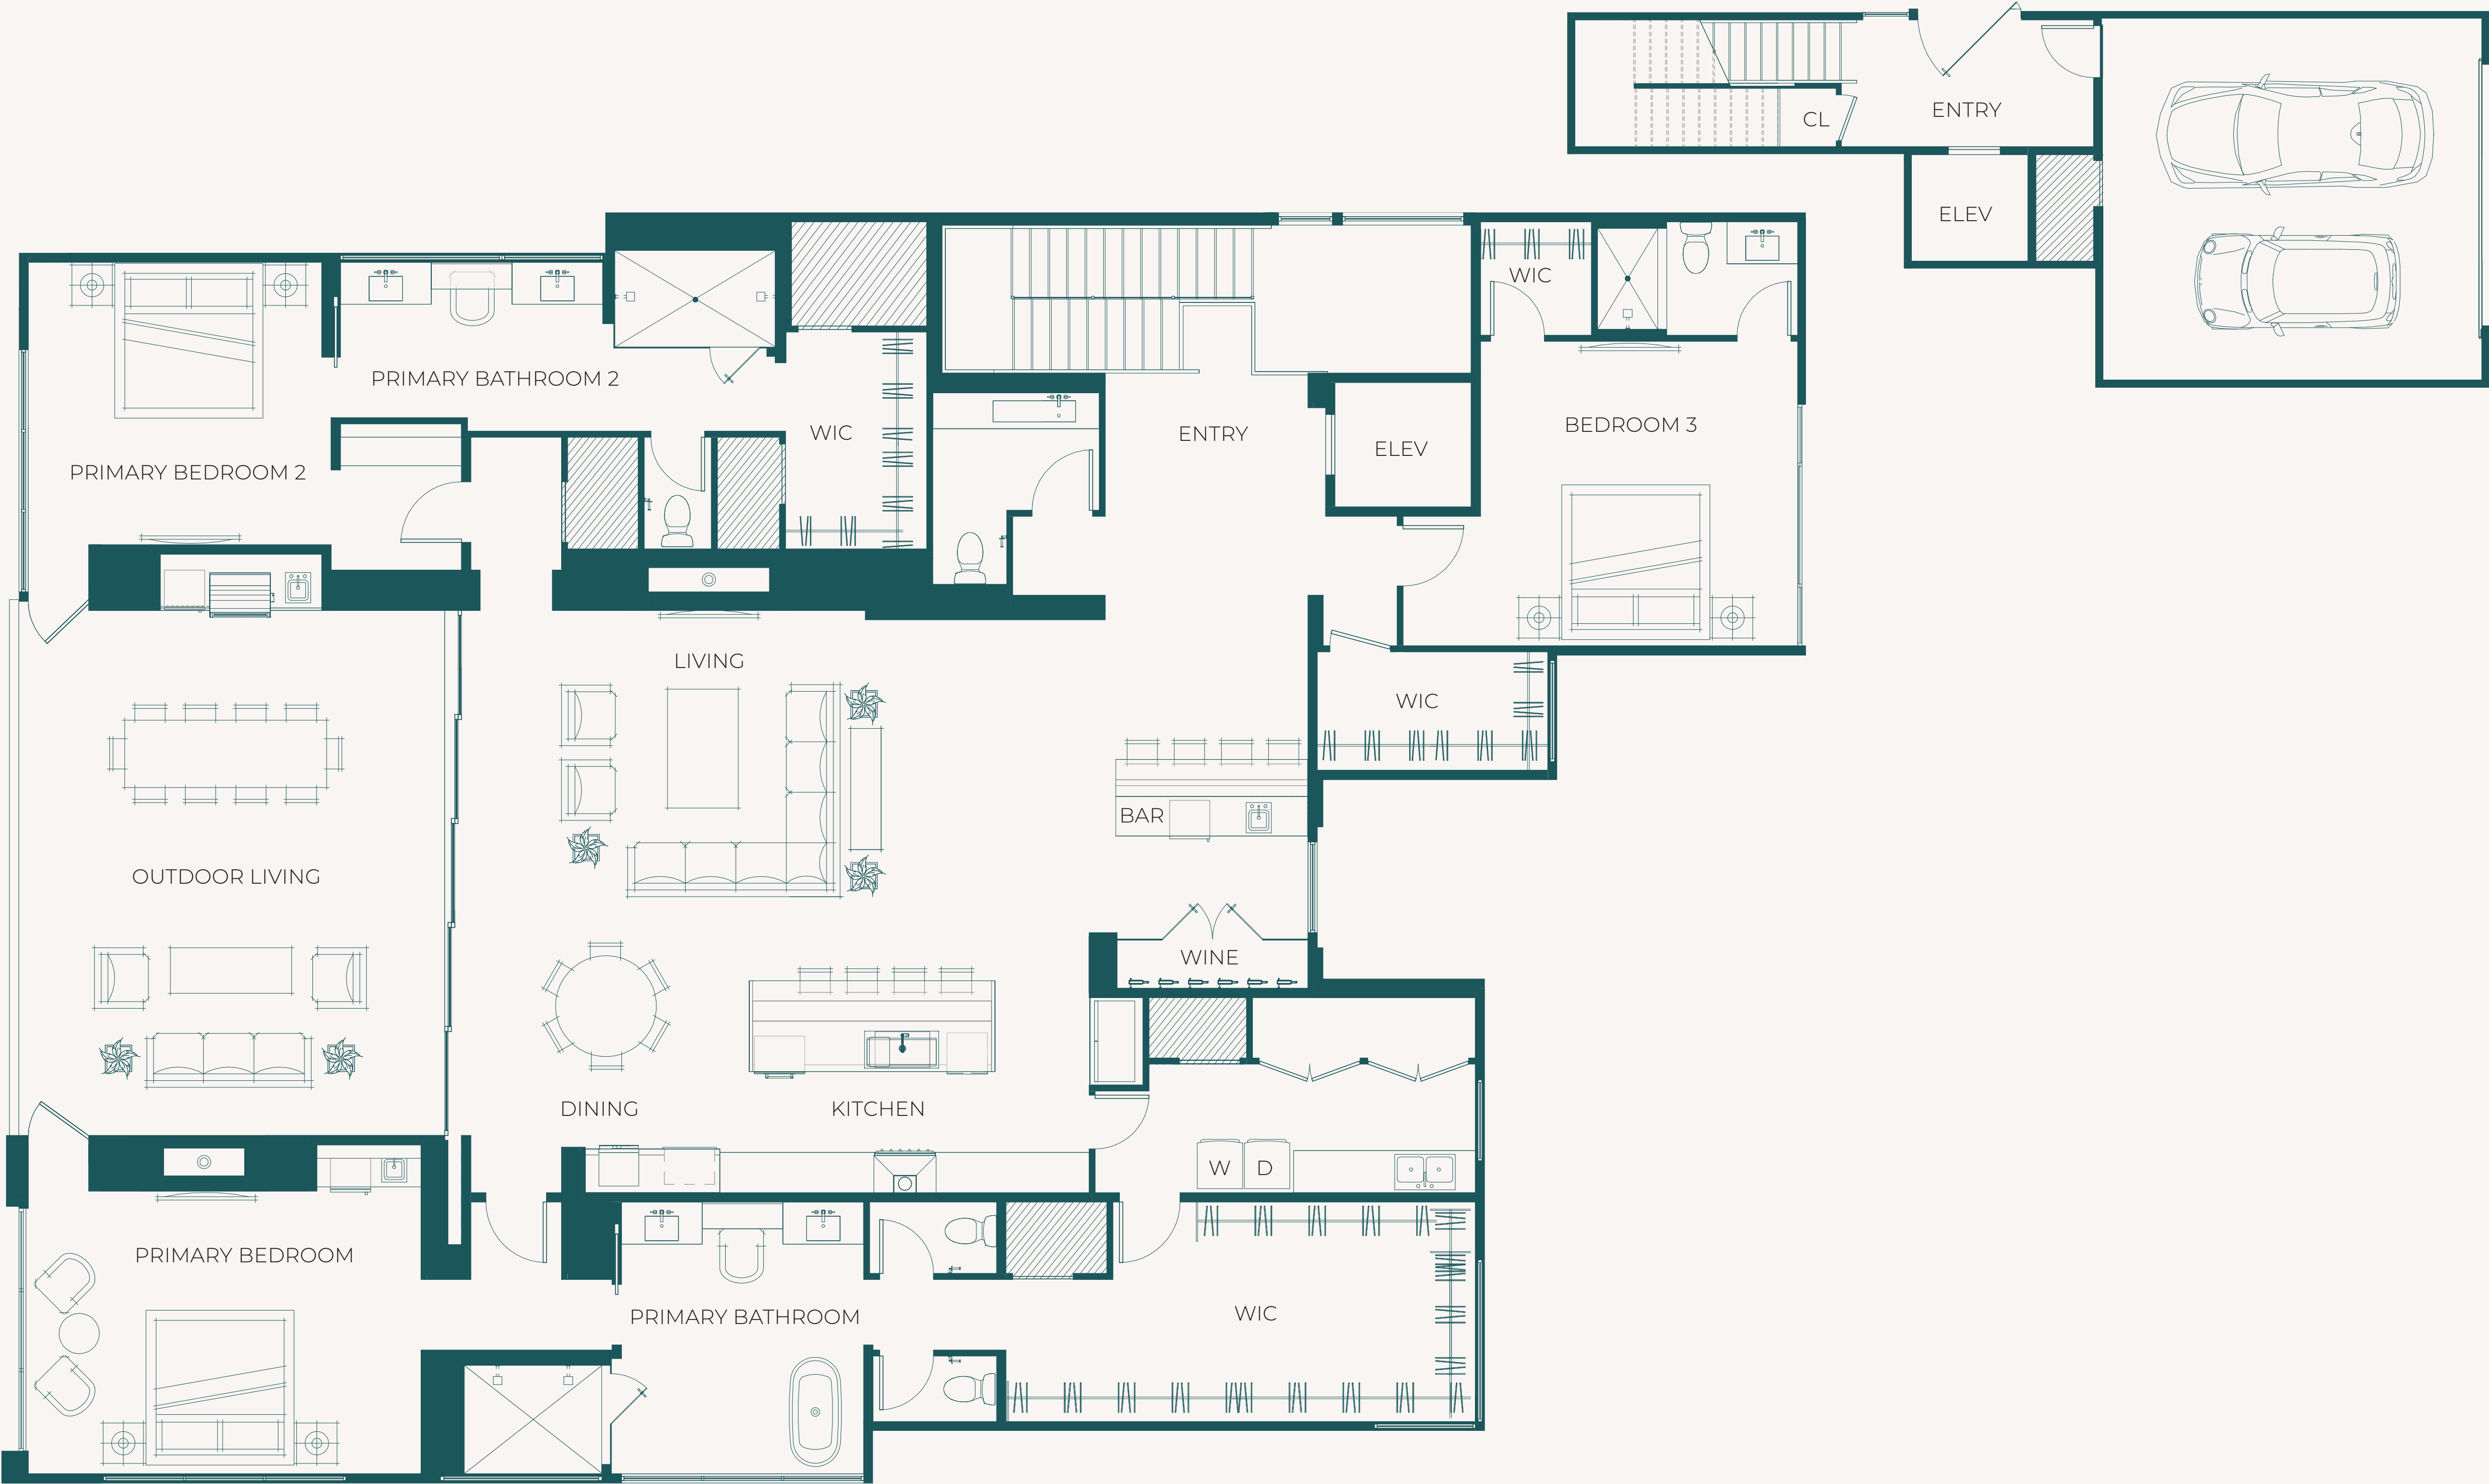 ENTRY
CL
ELEV
WIC
PRIMARY BATHROOM 2
WIC
ENTRY
ELEV
BEDROOM 3
PRIMARY BEDROOM 2
LIVING
WIC
BAR
OUTDOOR LIVING
WINE
DINING
KITCHEN
W
D
PRIMARY BEDROOM
PRIMARY BATHROOM
WIC